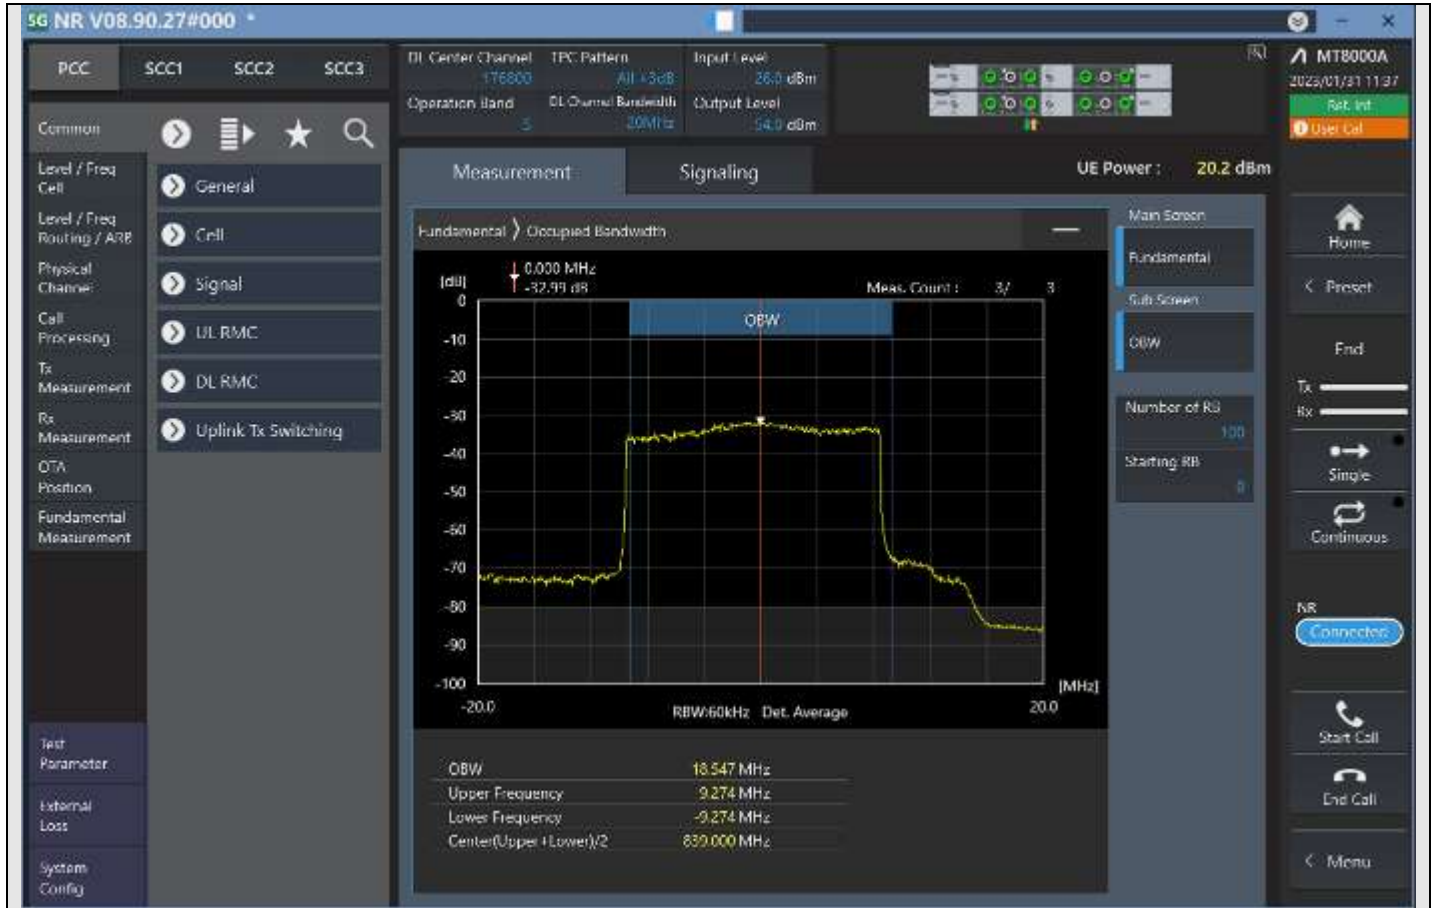 SG NR V08.90.27#000 *
PCC SCC1 SCC2 SCC3
DL Center Channel
176800
TPC Pattern
All +3dB
Input Level
26.0 dBm
Operation Band
5
DL Channel Bandwidth
20MHz
Output Level
-54.0 dBm
MT8000A
2023/01/31 11:37
Ref. Int
User Cal
Common
Level / Freq
Cell
Level / Freq
Routing / ARB
Physical
Channel
Call
Processing
Tx
Measurement
Rx
Measurement
OTA
Position
Fundamental
Measurement
Test
Parameter
External
Loss
System
Config
General
Cell
Signal
UL RMC
DL RMC
Uplink Tx Switching
Measurement Signaling
UE Power : 20.2 dBm
Fundamental Occupied Bandwidth
0.000 MHz
-32.99 dB
Meas. Count : 3/ 3
[dB]
OBW
0
-10
-20
-30
-40
-50
-60
-70
-80
-90
-100
-20.0 20.0
[MHz]
RBW:60kHz Det. Average
OBW 18.547 MHz
Upper Frequency 9.274 MHz
Lower Frequency -9.274 MHz
Center(Upper+Lower)/2 839.000 MHz
Main Screen
Fundamental
Sub Screen
OBW
Number of RB
100
Starting RB
0
Home
< Preset
End
Tx
Rx
Single
Continuous
NR
Connected
Start Call
End Call
< Menu